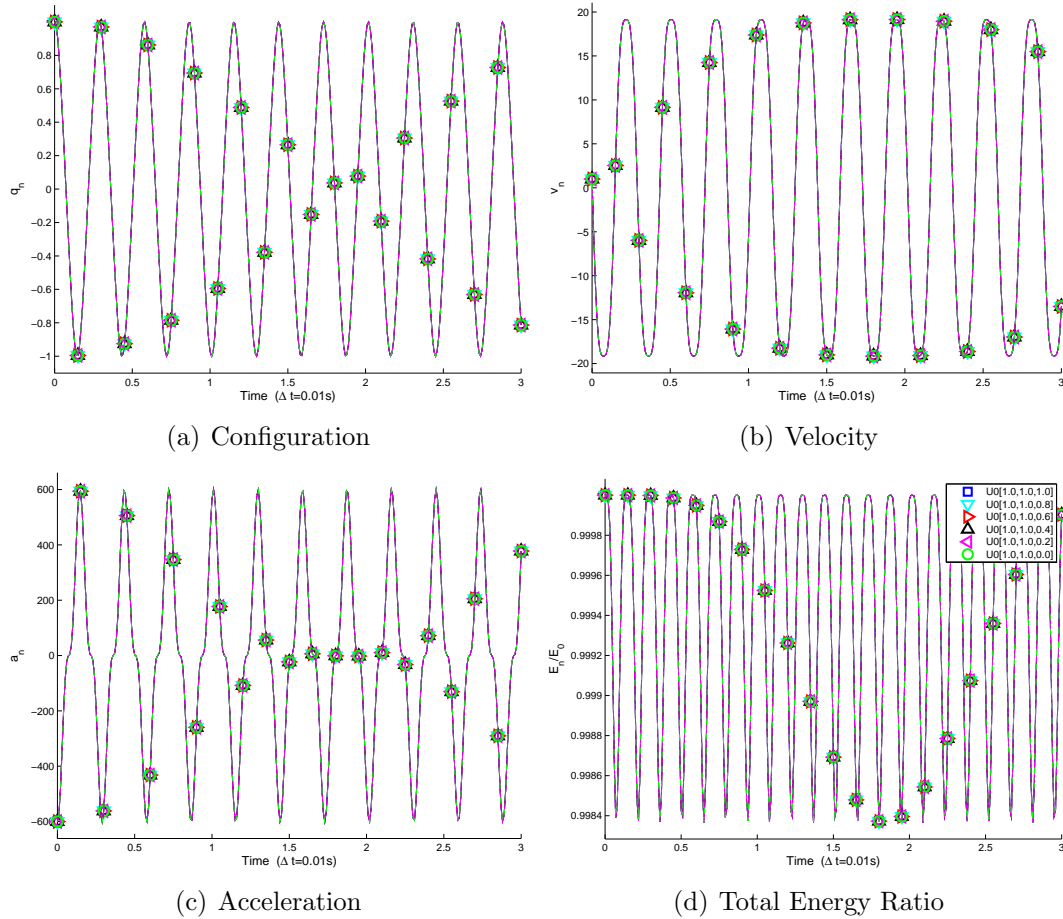 0.8
0.6
0.4
0.2
0
−0.2
−0.4
−0.6
−0.8
−1
q_n
0 0.5 1 1.5 2 2.5 3
Time (Δ t=0.01s)
(a) Configuration
20
15
10
5
0
−5
−10
−15
−20
v_n
0 0.5 1 1.5 2 2.5 3
Time (Δ t=0.01s)
(b) Velocity
600
400
200
0
−200
−400
−600
a_n
0 0.5 1 1.5 2 2.5 3
Time (Δ t=0.01s)
(c) Acceleration
0.9998
0.9996
0.9994
0.9992
0.999
0.9988
0.9986
0.9984
E_n/E_0
0 0.5 1 1.5 2 2.5 3
Time (Δ t=0.01s)
U0[1.0,1.0,1.0]
U0[1.0,1.0,0.8]
U0[1.0,1.0,0.6]
U0[1.0,1.0,0.4]
U0[1.0,1.0,0.2]
U0[1.0,1.0,0.0]
(d) Total Energy Ratio